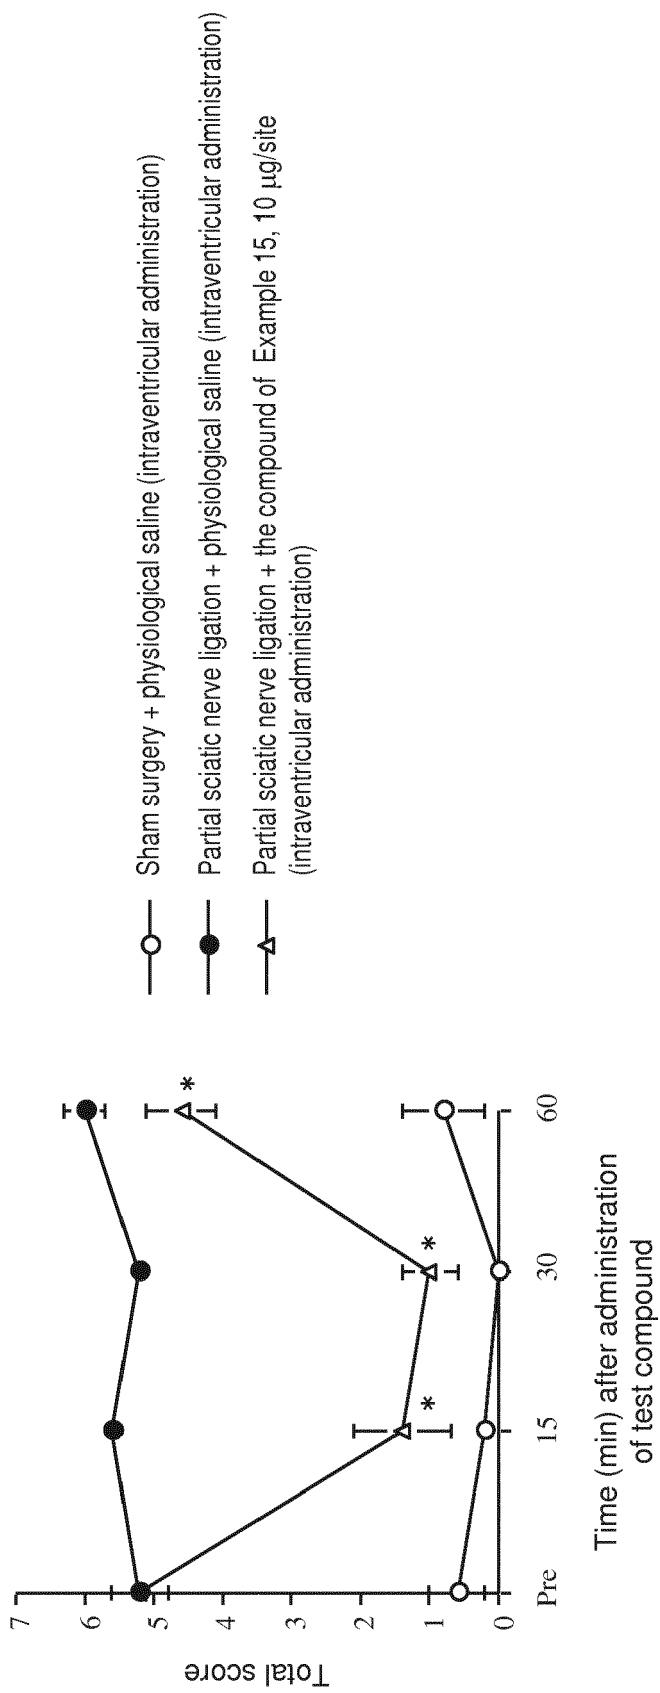 Total score
7
6
5
4
3
2
1
0
Pre
15
30
60
Time (min) after administration
of test compound
*
*
*
Sham surgery + physiological saline (intraventricular administration)
Partial sciatic nerve ligation + physiological saline (intraventricular administration)
Partial sciatic nerve ligation + the compound of Example 15, 10 μg/site
(intraventricular administration)